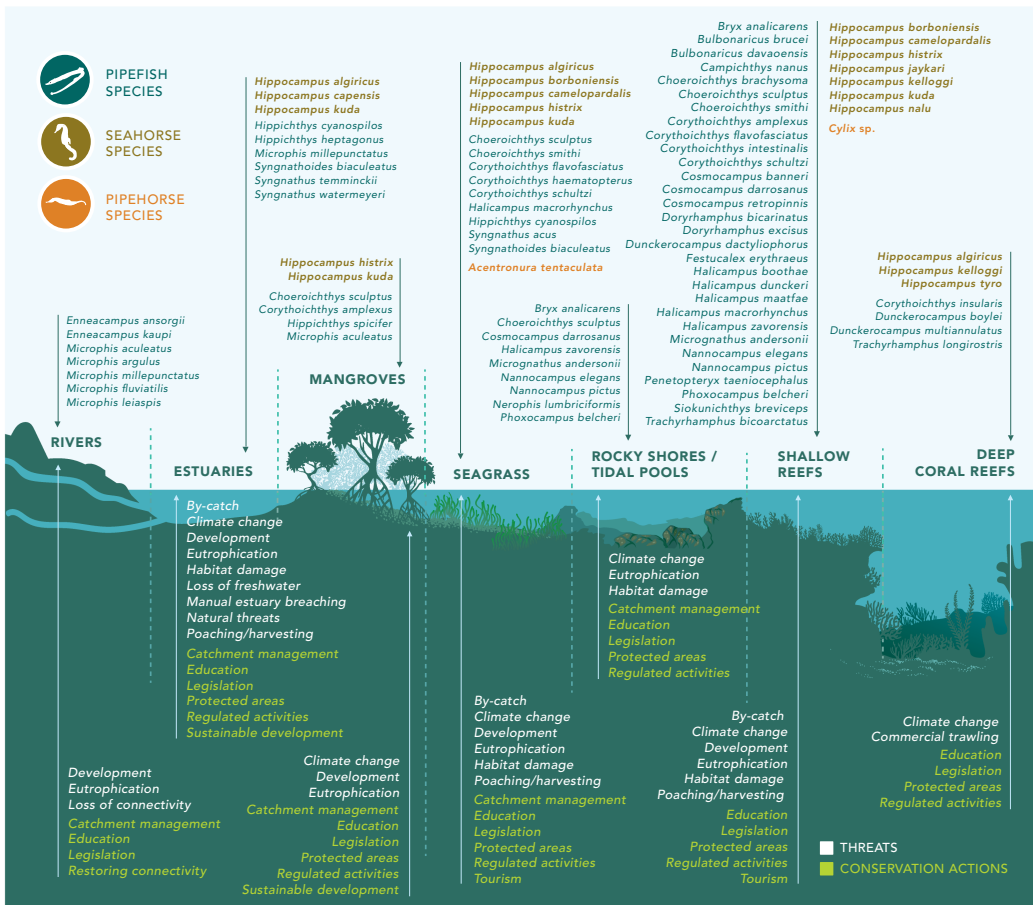 PIPEFISH
SPECIES
SEAHORSE
SPECIES
PIPEHORSE
SPECIES
Enneacampus ansorgii
Enneacampus kaupi
Microphis aculeatus
Microphis argulus
Microphis millepunctatus
Microphis fluviatilis
Microphis leiaspis
RIVERS
Hippocampus algiricus
Hippocampus capensis
Hippocampus kuda
Hippichthys cyanospilos
Hippichthys heptagonus
Microphis millepunctatus
Syngnathoides biaculeatus
Syngnathus temminckii
Syngnathus watermeyeri
ESTUARIES
Hippocampus histrix
Hippocampus kuda
Choeroichthys sculptus
Corythoichthys amplexus
Hippichthys spicifer
Microphis aculeatus
MANGROVES
Hippocampus algiricus
Hippocampus borboniensis
Hippocampus camelopardalis
Hippocampus histrix
Hippocampus kuda
Choeroichthys sculptus
Choeroichthys smithi
Corythoichthys flavofasciatus
Corythoichthys haematopterus
Corythoichthys schultzi
Halicampus macrorhynchus
Hippichthys cyanospilos
Syngnathus acus
Syngnathoides biaculeatus
Acentronura tentaculata
SEAGRASS
Bryx analicarens
Choeroichthys sculptus
Cosmocampus darrosanus
Halicampus zavorensis
Micrognathus andersonii
Nannocampus elegans
Nannocampus pictus
Nerophis lumbriciformis
Phoxocampus belcheri
ROCKY SHORES /
TIDAL POOLS
Bryx analicarens
Bulbonaricus brucei
Bulbonaricus davaoensis
Campichthys nanus
Choeroichthys brachysoma
Choeroichthys sculptus
Choeroichthys smithi
Corythoichthys amplexus
Corythoichthys flavofasciatus
Corythoichthys intestinalis
Corythoichthys schultzi
Cosmocampus banneri
Cosmocampus darrosanus
Cosmocampus retropinnis
Doryrhamphus bicarinatus
Doryrhamphus excisus
Dunckerocampus dactyliophorus
Festucalex erythraeus
Halicampus boothae
Halicampus dunckeri
Halicampus maatfae
Halicampus macrorhynchus
Halicampus zavorensis
Micrognathus andersonii
Nannocampus elegans
Nannocampus pictus
Penetopteryx taeniocephalus
Phoxocampus belcheri
Siokunichthys breviceps
Trachyrhamphus bicoarctatus
Hippocampus borboniensis
Hippocampus camelopardalis
Hippocampus histrix
Hippocampus jaykari
Hippocampus kelloggi
Hippocampus kuda
Hippocampus nalu
Cylix sp.
SHALLOW
REEFS
Hippocampus algiricus
Hippocampus kelloggi
Hippocampus tyro
Corythoichthys insularis
Dunckerocampus boylei
Dunckerocampus multiannulatus
Trachyrhamphus longirostris
DEEP
CORAL REEFS
Development
Eutrophication
Loss of connectivity
Catchment management
Education
Legislation
Restoring connectivity
By-catch
Climate change
Development
Eutrophication
Habitat damage
Loss of freshwater
Manual estuary breaching
Natural threats
Poaching/harvesting
Catchment management
Education
Legislation
Protected areas
Regulated activities
Sustainable development
Climate change
Development
Eutrophication
Catchment management
Education
Legislation
Protected areas
Regulated activities
Sustainable development
By-catch
Climate change
Development
Eutrophication
Habitat damage
Poaching/harvesting
Catchment management
Education
Legislation
Protected areas
Regulated activities
Tourism
Climate change
Eutrophication
Habitat damage
Catchment management
Education
Legislation
Protected areas
Regulated activities
By-catch
Climate change
Development
Eutrophication
Habitat damage
Poaching/harvesting
Education
Legislation
Protected areas
Regulated activities
Tourism
Climate change
Commercial trawling
Education
Legislation
Protected areas
Regulated activities
THREATS
CONSERVATION ACTIONS